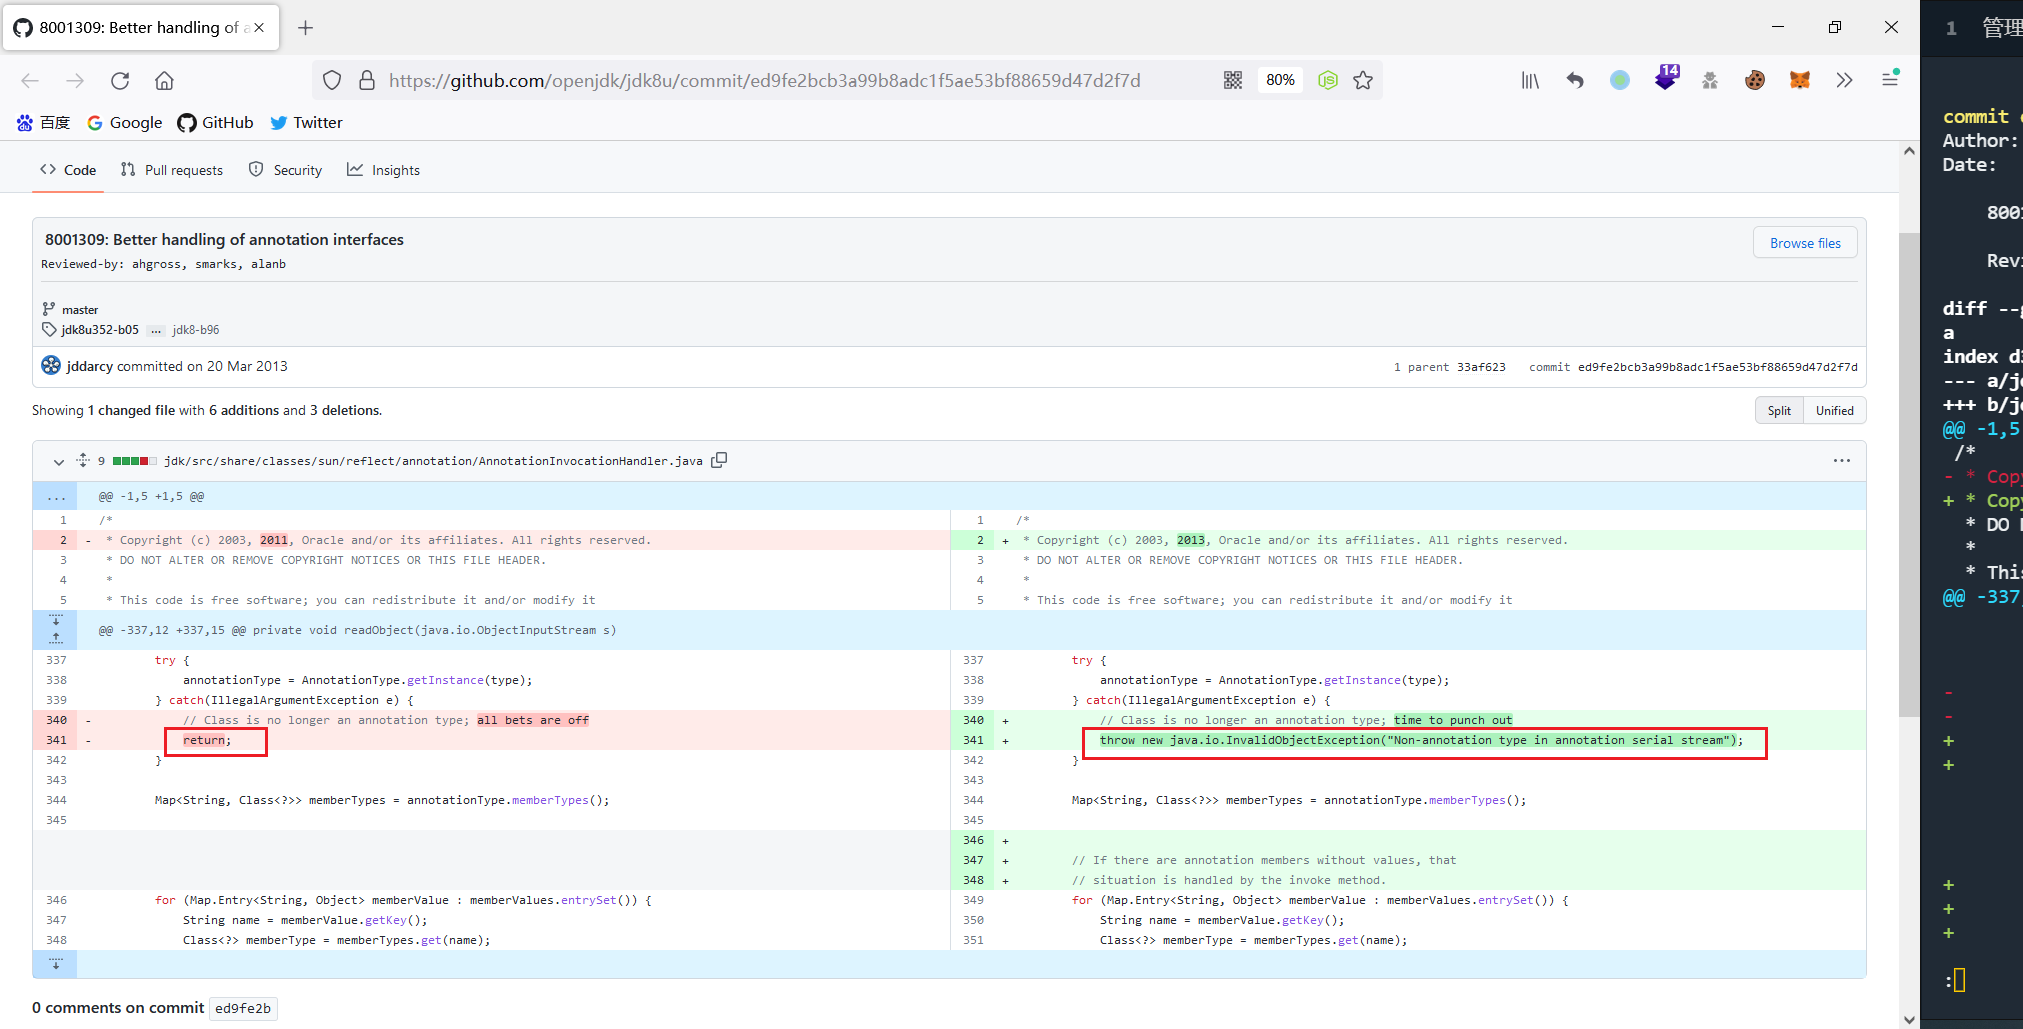 8001309: Better handling of a
https://github.com/openjdk/jdk8u/commit/ed9fe2bcb3a99b8adc1f5ae53bf88659d47d2f7d
80%
14
百度 Google GitHub Twitter
Code Pull requests Security Insights
8001309: Better handling of annotation interfaces
Browse files
Reviewed-by: ahgross, smarks, alanb
master
jdk8u352-b05 ... jdk8-b96
jddarcy committed on 20 Mar 2013
1 parent 33af623 commit ed9fe2bcb3a99b8adc1f5ae53bf88659d47d2f7d
Showing 1 changed file with 6 additions and 3 deletions.
Split Unified
9 jdk/src/share/classes/sun/reflect/annotation/AnnotationInvocationHandler.java
... @@ -1,5 +1,5 @@
1 /* 1 /*
2 - * Copyright (c) 2003, 2011, Oracle and/or its affiliates. All rights reserved. 2 + * Copyright (c) 2003, 2013, Oracle and/or its affiliates. All rights reserved.
3 * DO NOT ALTER OR REMOVE COPYRIGHT NOTICES OR THIS FILE HEADER. 3 * DO NOT ALTER OR REMOVE COPYRIGHT NOTICES OR THIS FILE HEADER.
4 * 4 *
5 * This code is free software; you can redistribute it and/or modify it 5 * This code is free software; you can redistribute it and/or modify it
@@ -337,12 +337,15 @@ private void readObject(java.io.ObjectInputStream s)
337 try { 337 try {
338 annotationType = AnnotationType.getInstance(type); 338 annotationType = AnnotationType.getInstance(type);
339 } catch(IllegalArgumentException e) { 339 } catch(IllegalArgumentException e) {
340 - // Class is no longer an annotation type; all bets are off 340 + // Class is no longer an annotation type; time to punch out
341 - return; 341 + throw new java.io.InvalidObjectException("Non-annotation type in annotation serial stream");
342 } 342 }
343 343
344 Map<String, Class<?>> memberTypes = annotationType.memberTypes(); 344 Map<String, Class<?>> memberTypes = annotationType.memberTypes();
345 345
346 +
347 + // If there are annotation members without values, that
348 + // situation is handled by the invoke method.
346 for (Map.Entry<String, Object> memberValue : memberValues.entrySet()) { 349 for (Map.Entry<String, Object> memberValue : memberValues.entrySet()) {
347 String name = memberValue.getKey(); 350 String name = memberValue.getKey();
348 Class<?> memberType = memberTypes.get(name); 351 Class<?> memberType = memberTypes.get(name);
0 comments on commit ed9fe2b
1 管理
commit
Author:
Date:
8001
Revi
diff --g
a
index d3
--- a/jd
+++ b/jd
@@ -1,5
/*
- * Copy
+ * Copy
* DO
*
* This
@@ -337,
-
-
+
+
+
+
+
: